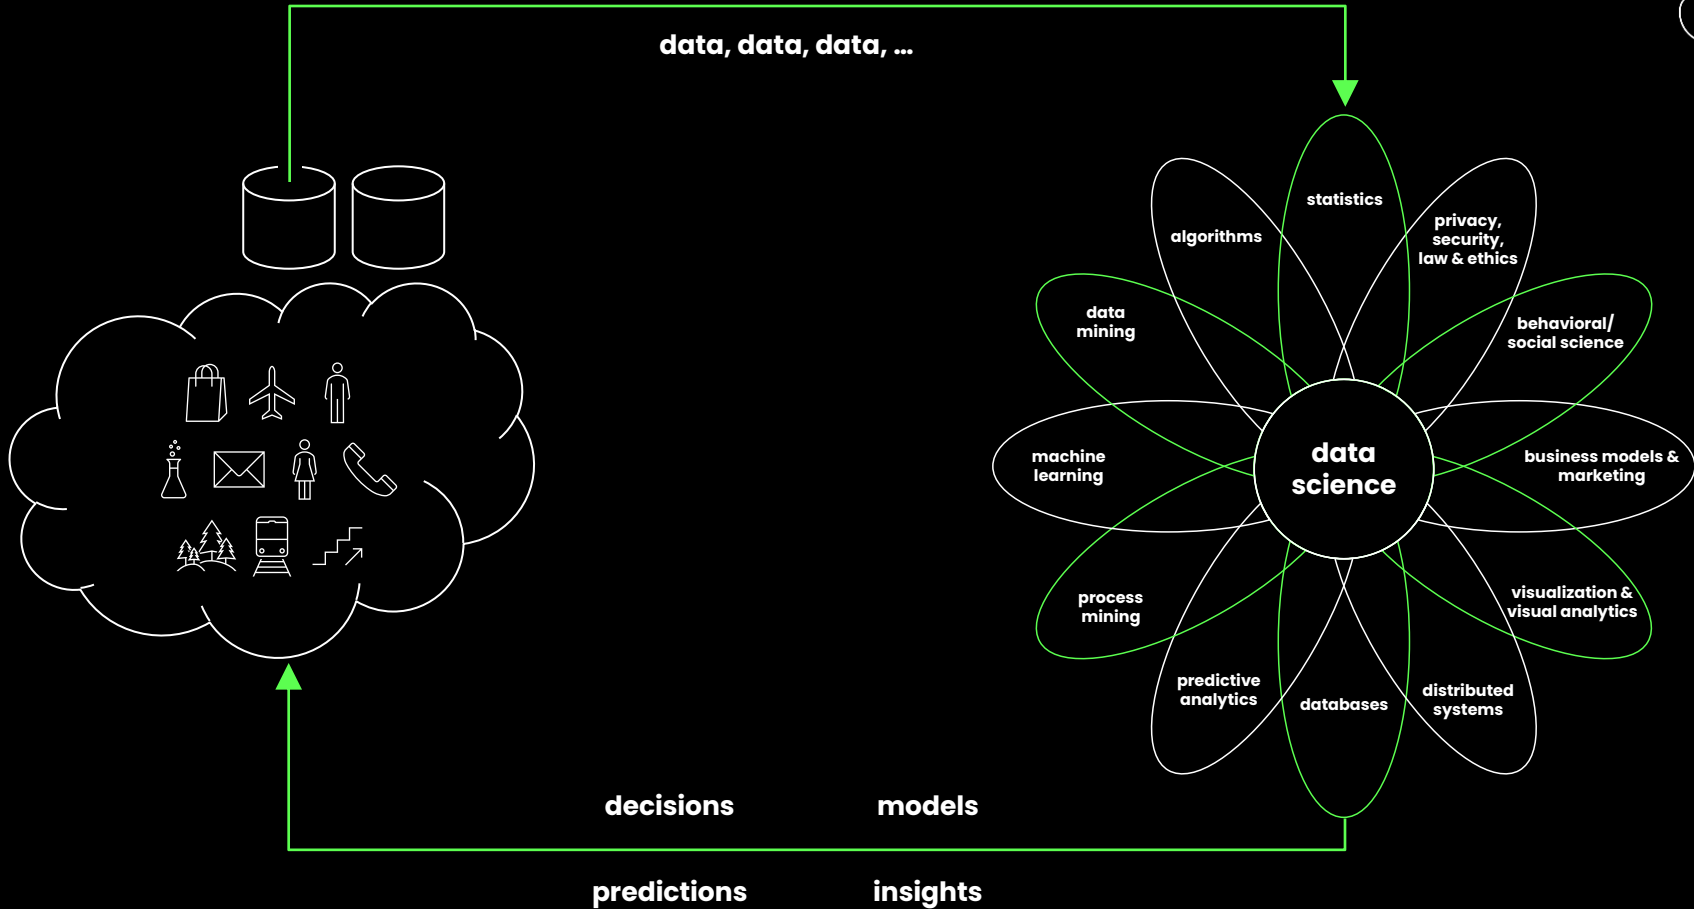 data, data, data, ...
statistics
algorithms
privacy,
security,
law & ethics
data
mining
behavioral/
social science
machine
learning
data
science
business models &
marketing
process
mining
visualization &
visual analytics
predictive
analytics
databases
distributed
systems
decisions
models
predictions
insights